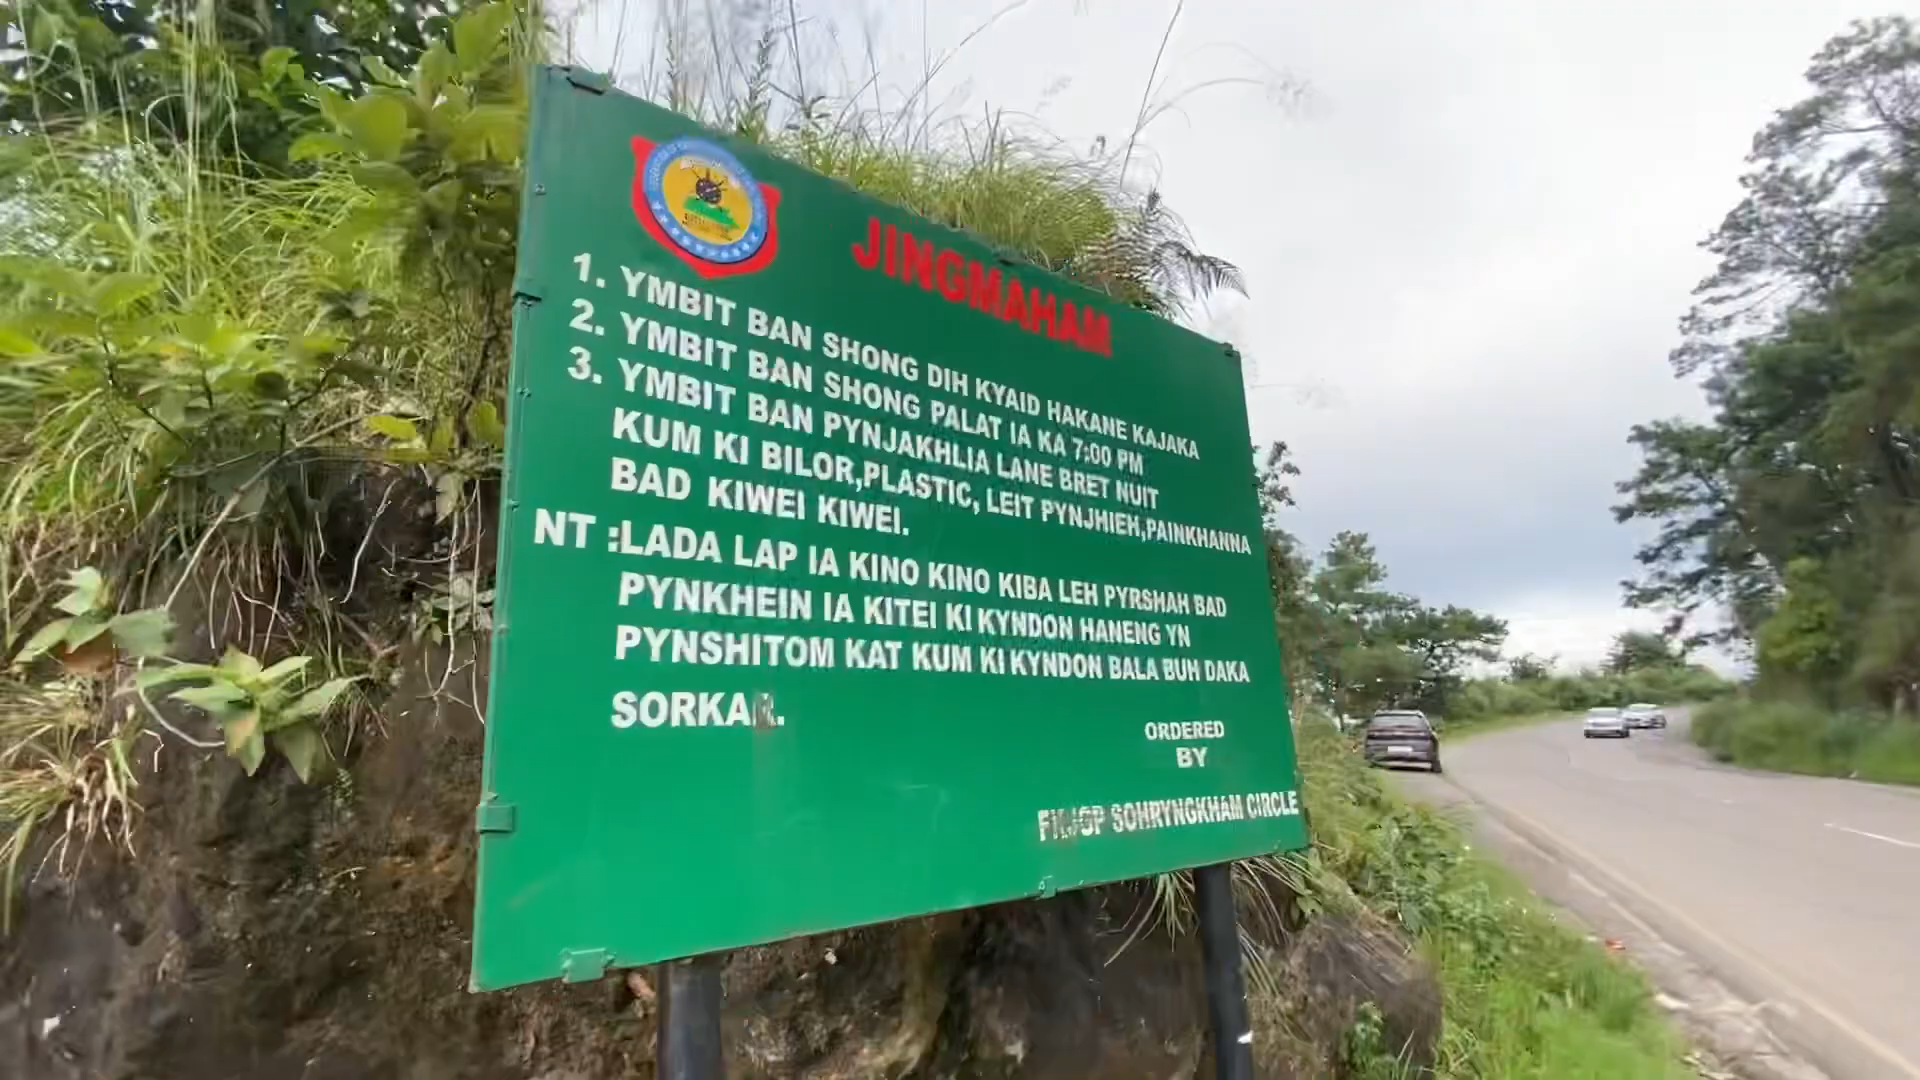 JINGMAHAM
1. YMBIT BAN SHONG DIH KYAID HAKANE KAJAKA
2. YMBIT BAN SHONG PALAT IA KA 7:00 PM
3. YMBIT BAN PYNJAKHLIA LANE BRET NUIT
KUM KI BILOR,PLASTIC, LEIT PYNJHIEH,PAINKHANNA
BAD KIWEI KIWEI.
NT :LADA LAP IA KINO KINO KIBA LEH PYRSHAH BAD
PYNKHEIN IA KITEI KI KYNDON HANENG YN
PYNSHITOM KAT KUM KI KYNDON BALA BUH DAKA
SORKAR.
ORDERED
BY
SOHRYNGKHAM CIRCLE